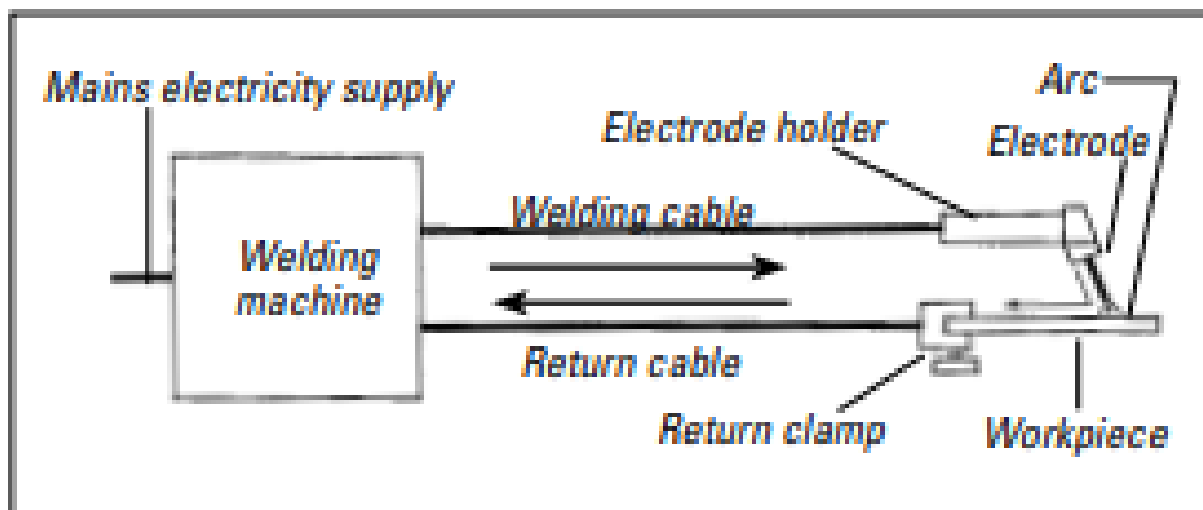 Mains electricity supply
Arc
Electrode holder
Electrode
Welding cable
Welding
machine
Return cable
Return clamp
Workpiece